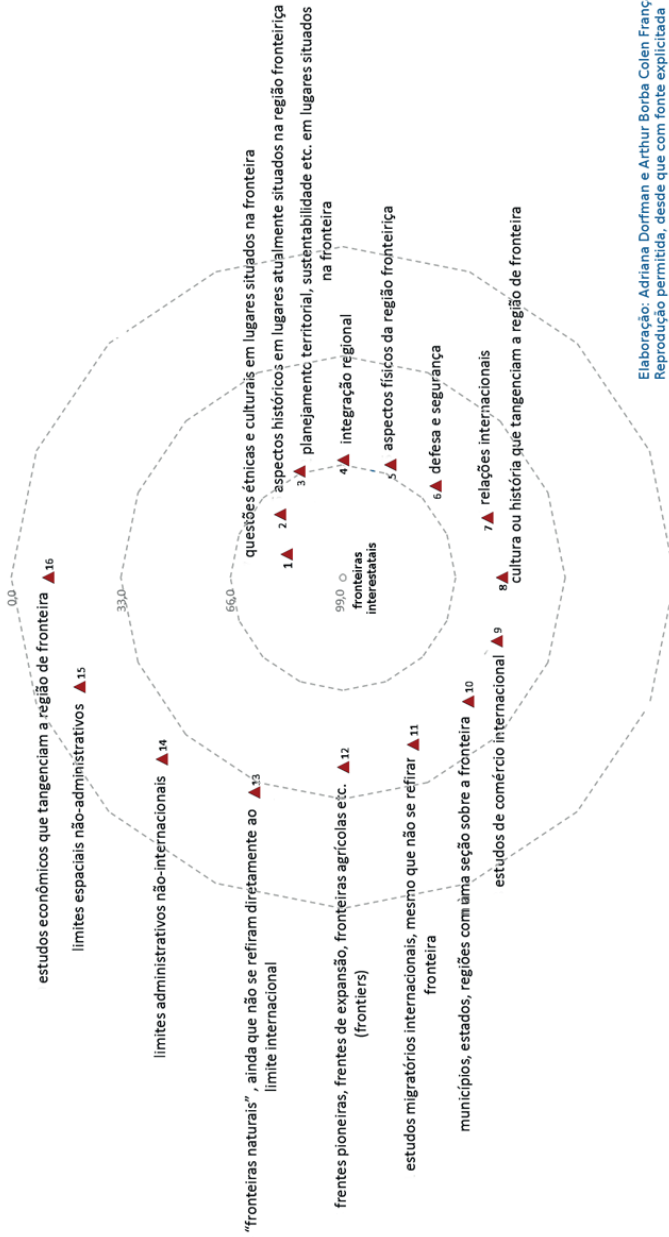 0,0
estudos econômicos que tangenciam a região de fronteira
16
limites espaciais não-administrativos
15
33,0
limites administrativos não-internacionais
14
66,0
questões étnicas e culturais em lugares situados na fronteira
1
2
aspectos históricos em lugares atualmente situados na região fronteiriça
3
planejamento territorial, sustentabilidade etc. em lugares situados
na fronteira
"fronteiras naturais" , ainda que não se refiram diretamente ao
limite internacional
13
99,0
fronteiras
interestatais
4
integração regional
frentes pioneiras, frentes de expansão, fronteiras agrícolas etc.
(frontiers)
12
5
aspectos físicos da região fronteiriça
estudos migratórios internacionais, mesmo que não se refirar
fronteira
11
6
defesa e segurança
municípios, estados, regiões com uma seção sobre a fronteira
10
7
relações internacionais
estudos de comércio internacional
9
8
cultura ou história que tangenciam a região de fronteira
Elaboração: Adriana Dorfman e Arthur Borba Colen Franç
Reprodução permitida, desde que com fonte explicitada